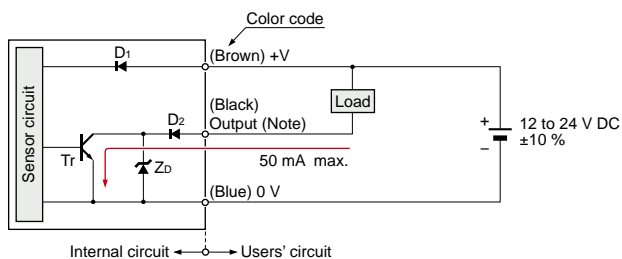 Color code
D1
(Brown) +V
Sensor circuit
(Black)
Load
D2
Output (Note)
+
12 to 24 V DC
Tr
ZD
50 mA max.
−
±10 %
(Blue) 0 V
Internal circuit
Users' circuit